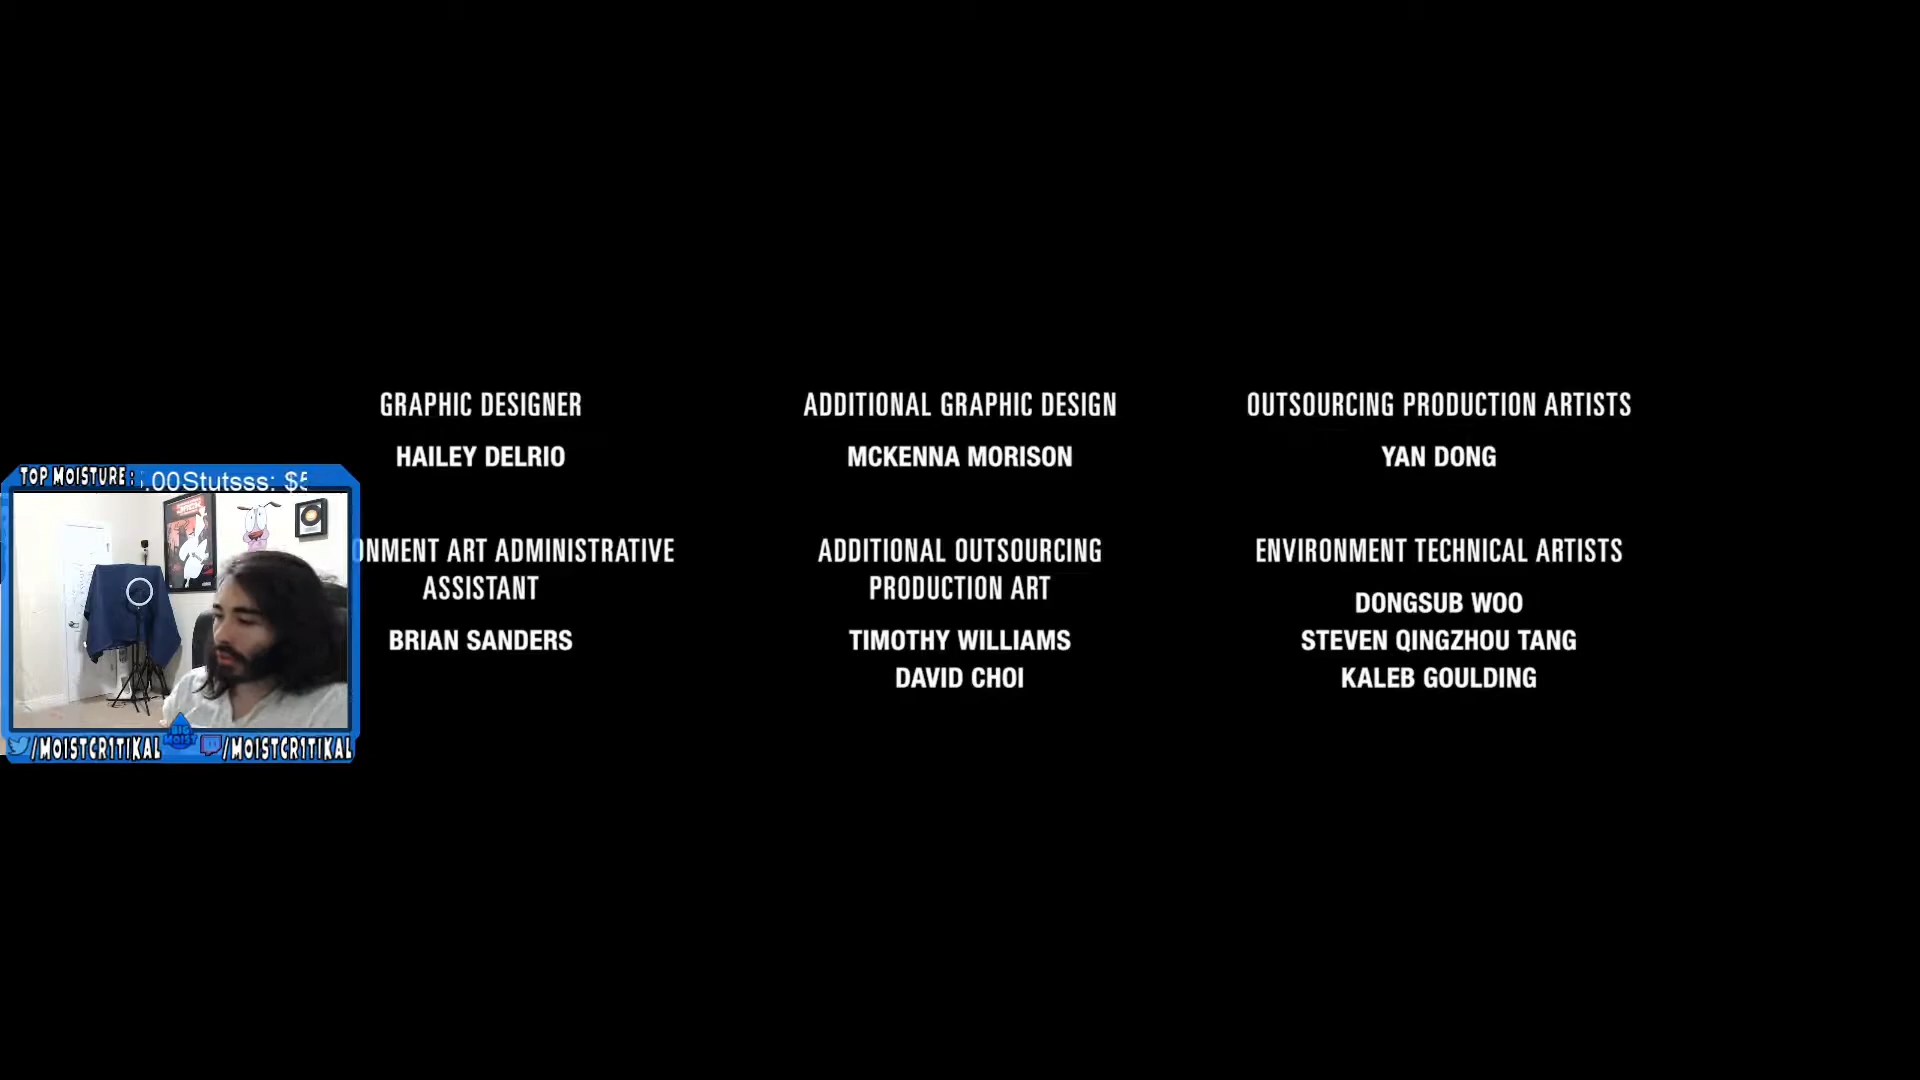 GRAPHIC DESIGNER
HAILEY DELRIO
ADDITIONAL GRAPHIC DESIGN
MCKENNA MORISON
OUTSOURCING PRODUCTION ARTISTS
YAN DONG
ONMENT ART ADMINISTRATIVE
ASSISTANT
BRIAN SANDERS
ADDITIONAL OUTSOURCING
PRODUCTION ART
TIMOTHY WILLIAMS
DAVID CHOI
ENVIRONMENT TECHNICAL ARTISTS
DONGSUB WOO
STEVEN QINGZHOU TANG
KALEB GOULDING
TOP MOISTURE: .00Stutsss: $5
BIG
MOIST
/MOISTCR1TIKAL
/MOISTCR1TIKAL